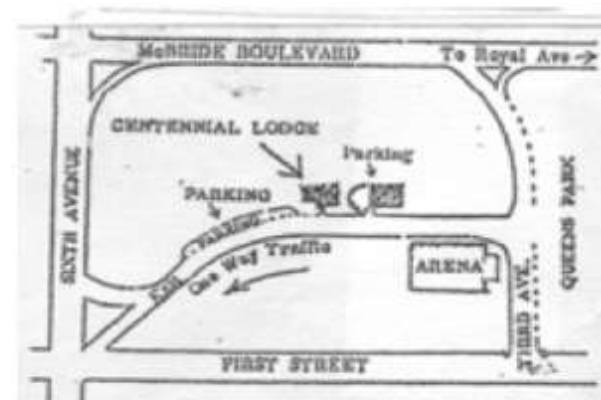 McBRIDE BOULEVARD
To Royal Ave
CENTENNIAL LODGE
Parking
PARKING
PARKING
SIXTH AVENUE
QUEENS PARK
One Way Traffic
Exit
ARENA
THIRD AVE.
FIRST STREET